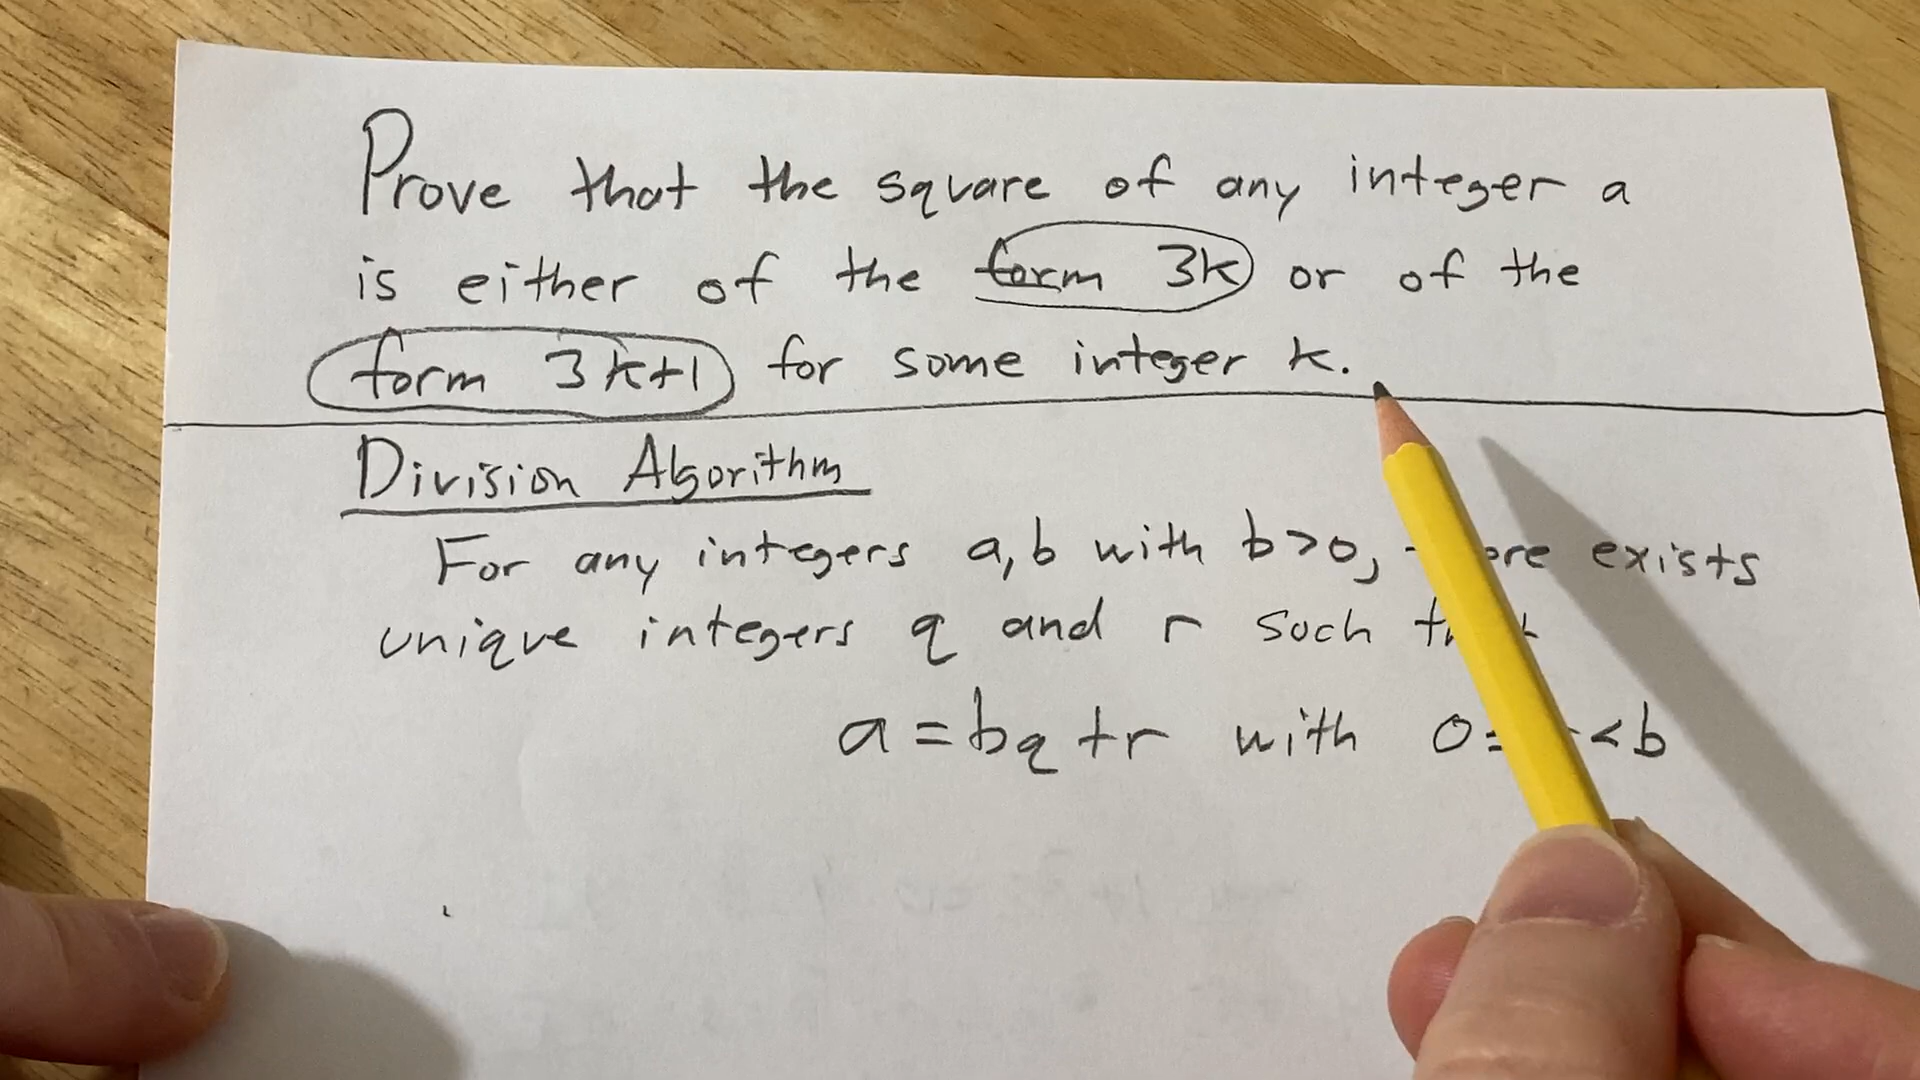 Prove that the square of any integer a
is either of the form 3k or of the
form 3k+1 for some integer k.
Division Algorithm
For any integers a, b with b>0, exists
unique integers q and r such
a = bq + r with 0 < b